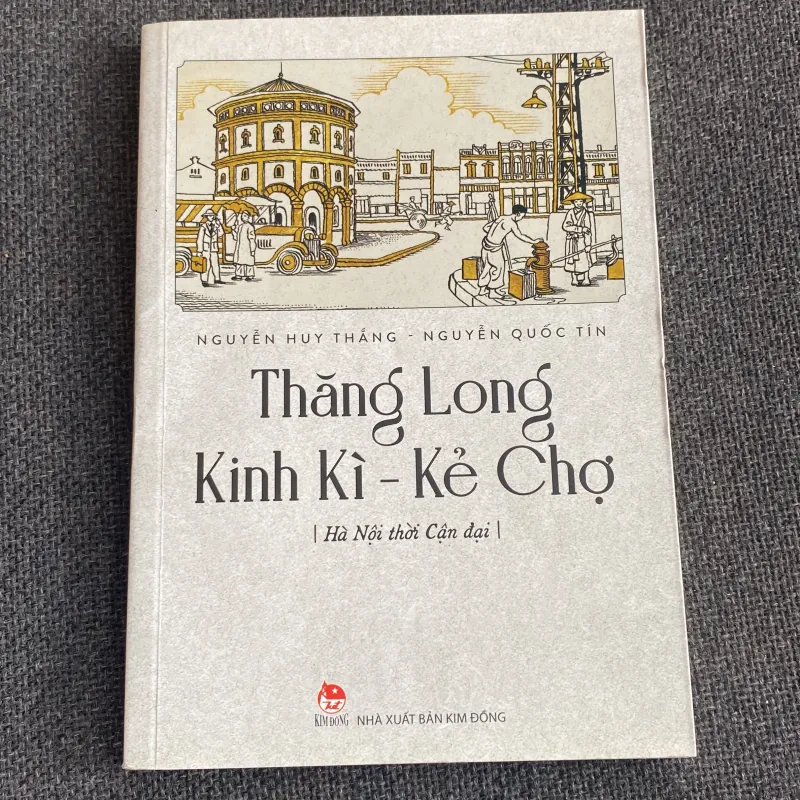 NGUYỄN HUY THẮNG - NGUYỄN QUỐC TÍN
Thăng Long
Kinh Kì - Kẻ Chợ
| Hà Nội thời Cận đại |
KIM ĐỒNG NHÀ XUẤT BẢN KIM ĐỒNG